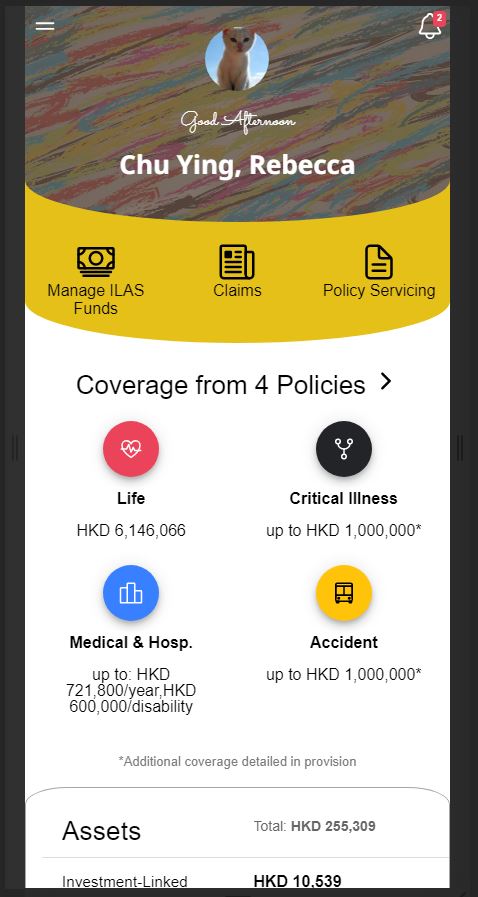 2
Good Afternoon
Chu Ying, Rebecca
Manage ILAS
Funds
Claims
Policy Servicing
Coverage from 4 Policies
Life
Critical Illness
HKD 6,146,066
up to HKD 1,000,000*
Medical & Hosp.
Accident
up to: HKD
721,800/year,HKD
600,000/disability
up to HKD 1,000,000*
*Additional coverage detailed in provision
Assets
Total: HKD 255,309
Investment-Linked
HKD 10,539